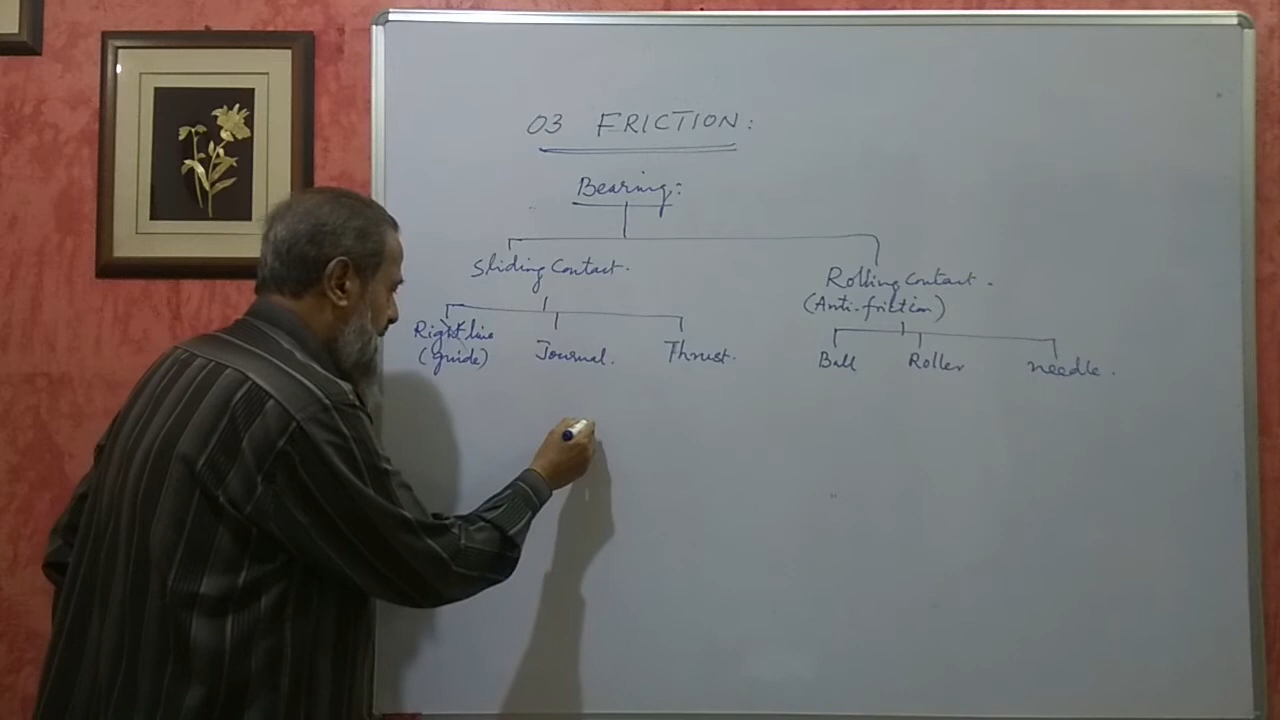 03 FRICTION:
Bearing:
Sliding Contact.
Rolling Contact.
(Anti-friction)
Right line
(guide)
Journal.
Thrust.
Ball
Roller
needle.